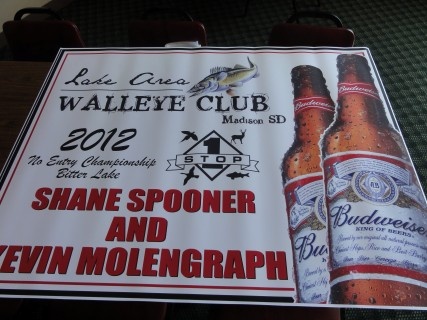 Lake Area
WALLEYE CLUB
Madison SD
2012
No Entry Championship
Bitter Lake
1
STOP
SHANE SPOONER
AND
KEVIN MOLENGRAPH
Budweiser
Budweiser
Budweiser
KING OF BEERS